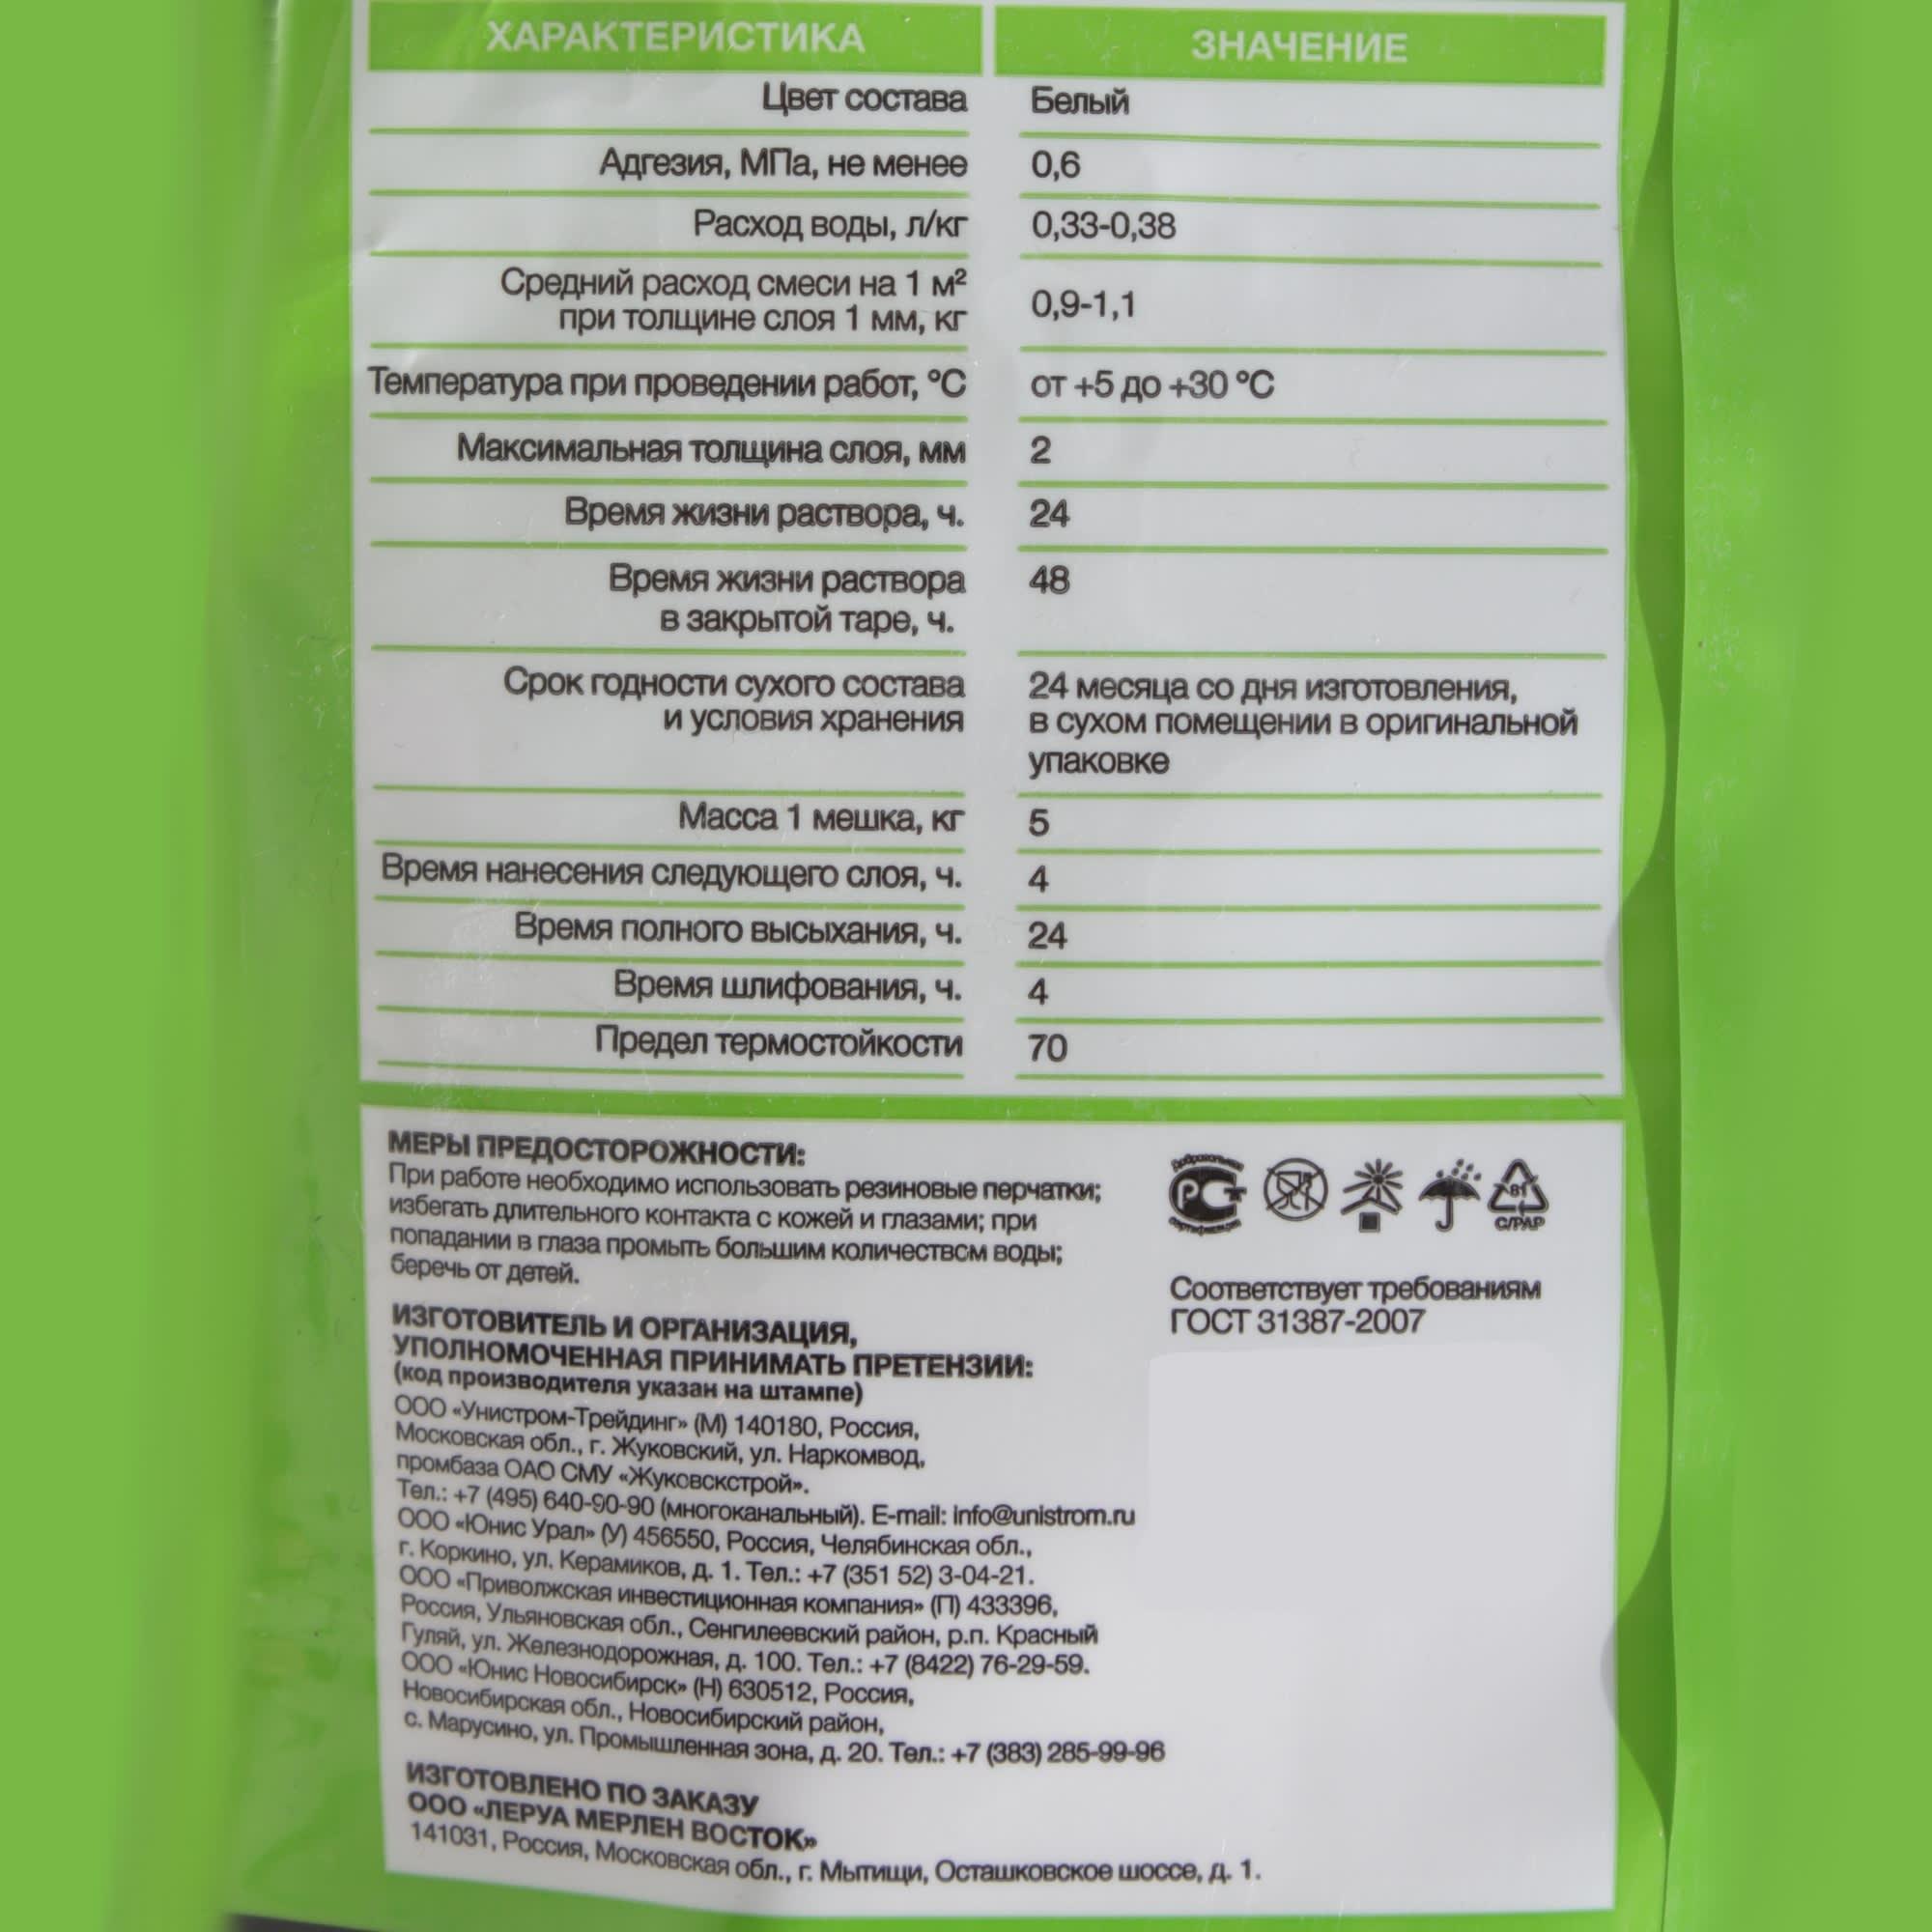 ХАРАКТЕРИСТИКА ЗНАЧЕНИЕ
Цвет состава Белый
Адгезия, МПа, не менее 0,6
Расход воды, л/кг 0,33-0,38
Средний расход смеси на 1 м²
при толщине слоя 1 мм, кг 0,9-1,1
Температура при проведении работ, °С от +5 до +30 °С
Максимальная толщина слоя, мм 2
Время жизни раствора, ч. 24
Время жизни раствора 48
в закрытой таре, ч.
Срок годности сухого состава 24 месяца со дня изготовления,
и условия хранения в сухом помещении в оригинальной
упаковке
Масса 1 мешка, кг 5
Время нанесения следующего слоя, ч. 4
Время полного высыхания, ч. 24
Время шлифования, ч. 4
Предел термостойкости 70
МЕРЫ ПРЕДОСТОРОЖНОСТИ:
При работе необходимо использовать резиновые перчатки;
избегать длительного контакта с кожей и глазами; при
попадании в глаза промыть большим количеством воды;
беречь от детей.
Добровольная
РСТ
сертификация
81
C/PAP
Соответствует требованиям
ГОСТ 31387-2007
ИЗГОТОВИТЕЛЬ И ОРГАНИЗАЦИЯ,
УПОЛНОМОЧЕННАЯ ПРИНИМАТЬ ПРЕТЕНЗИИ:
(код производителя указан на штампе)
ООО «Унистром-Трейдинг» (М) 140180, Россия,
Московская обл., г. Жуковский, ул. Наркомвод,
промбаза ОАО СМУ «Жуковскстрой».
Тел.: +7 (495) 640-90-90 (многоканальный). E-mail: info@unistrom.ru
ООО «Юнис Урал» (У) 456550, Россия, Челябинская обл.,
г. Коркино, ул. Керамиков, д. 1. Тел.: +7 (351 52) 3-04-21.
ООО «Приволжская инвестиционная компания» (П) 433396,
Россия, Ульяновская обл., Сенгилеевский район, р.п. Красный
Гуляй, ул. Железнодорожная, д. 100. Тел.: +7 (8422) 76-29-59.
ООО «Юнис Новосибирск» (Н) 630512, Россия,
Новосибирская обл., Новосибирский район,
с. Марусино, ул. Промышленная зона, д. 20. Тел.: +7 (383) 285-99-96
ИЗГОТОВЛЕНО ПО ЗАКАЗУ
ООО «ЛЕРУА МЕРЛЕН ВОСТОК»
141031, Россия, Московская обл., г. Мытищи, Осташковское шоссе, д. 1.